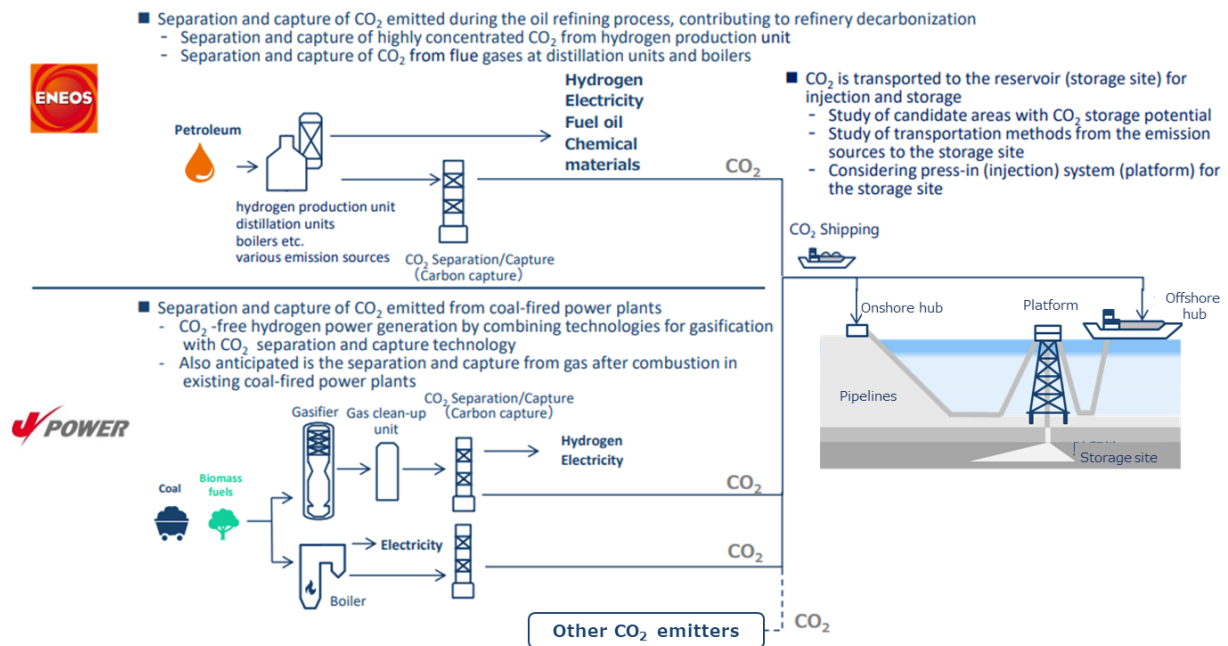 ■ Separation and capture of CO₂ emitted during the oil refining process, contributing to refinery decarbonization
- Separation and capture of highly concentrated CO₂ from hydrogen production unit
- Separation and capture of CO₂ from flue gases at distillation units and boilers
ENEOS
Petroleum
hydrogen production unit
distillation units
boilers etc.
various emission sources
CO₂ Separation/Capture
(Carbon capture)
Hydrogen
Electricity
Fuel oil
Chemical
materials
CO₂
■ CO₂ is transported to the reservoir (storage site) for
injection and storage
- Study of candidate areas with CO₂ storage potential
- Study of transportation methods from the emission
sources to the storage site
- Considering press-in (injection) system (platform) for
the storage site
CO₂ Shipping
Onshore hub
Platform
Offshore
hub
Pipelines
Storage site
■ Separation and capture of CO₂ emitted from coal-fired power plants
- CO₂ -free hydrogen power generation by combining technologies for gasification
with CO₂ separation and capture technology
- Also anticipated is the separation and capture from gas after combustion in
existing coal-fired power plants
J POWER
Coal
Biomass
fuels
Gasifier
Gas clean-up
unit
CO₂ Separation/Capture
(Carbon capture)
Hydrogen
Electricity
CO₂
Electricity
Boiler
CO₂
Other CO₂ emitters
CO₂